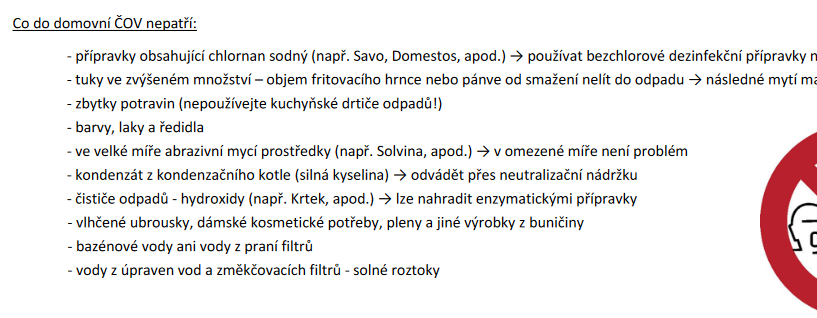 Co do domovní ČOV nepatří:
- přípravky obsahující chlornan sodný (např. Savo, Domestos, apod.) → používat bezchlorové dezinfekční přípravky
- tuky ve zvýšeném množství – objem fritovacího hrnce nebo pánve od smažení nelít do odpadu → následné mytí
- zbytky potravin (nepoužívejte kuchyňské drtiče odpadů!)
- barvy, laky a ředidla
- ve velké míře abrazivní mycí prostředky (např. Solvina, apod.) → v omezené míře není problém
- kondenzát z kondenzačního kotle (silná kyselina) → odvádět přes neutralizační nádržku
- čističe odpadů - hydroxidy (např. Krtek, apod.) → lze nahradit enzymatickými přípravky
- vlhčené ubrousky, dámské kosmetické potřeby, pleny a jiné výrobky z buničiny
- bazénové vody ani vody z praní filtrů
- vody z úpraven vod a změkčovacích filtrů - solné roztoky